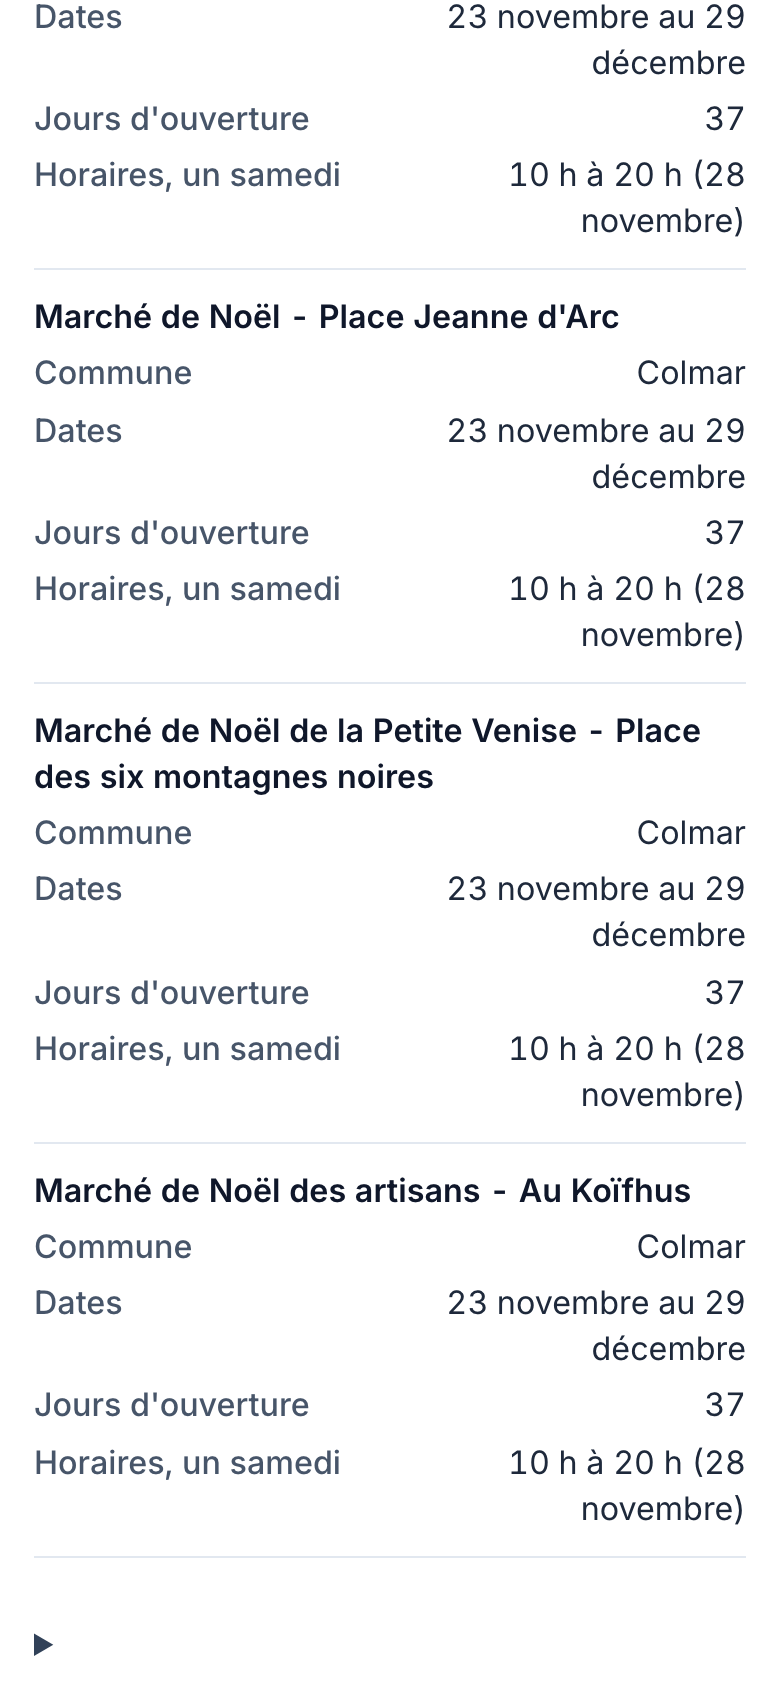 Dates 23 novembre au 29
décembre
Jours d'ouverture 37
Horaires, un samedi 10 h à 20 h (28
novembre)
Marché de Noël - Place Jeanne d'Arc
Commune Colmar
Dates 23 novembre au 29
décembre
Jours d'ouverture 37
Horaires, un samedi 10 h à 20 h (28
novembre)
Marché de Noël de la Petite Venise - Place
des six montagnes noires
Commune Colmar
Dates 23 novembre au 29
décembre
Jours d'ouverture 37
Horaires, un samedi 10 h à 20 h (28
novembre)
Marché de Noël des artisans - Au Koïfhus
Commune Colmar
Dates 23 novembre au 29
décembre
Jours d'ouverture 37
Horaires, un samedi 10 h à 20 h (28
novembre)